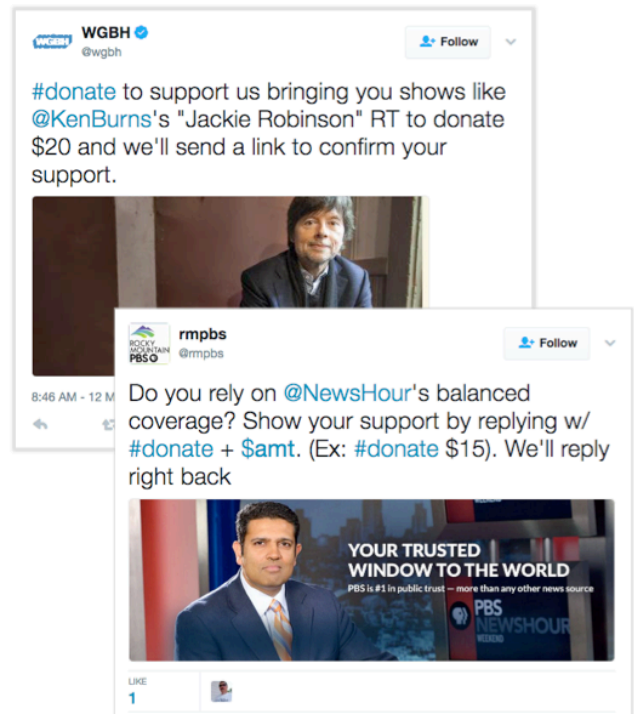 WGBH
WGBH
@wgbh
Follow
#donate to support us bringing you shows like
@KenBurns's "Jackie Robinson" RT to donate
$20 and we'll send a link to confirm your
support.
8:46 AM - 12 M
ROCKY
MOUNTAIN
PBS
rmpbs
@rmpbs
Follow
Do you rely on @NewsHour's balanced
coverage? Show your support by replying w/
#donate + $amt. (Ex: #donate $15). We'll reply
right back
YOUR TRUSTED
WINDOW TO THE WORLD
PBS is #1 in public trust — more than any other news source
PBS
NEWSHOUR
WEEKEND
LIKE
1